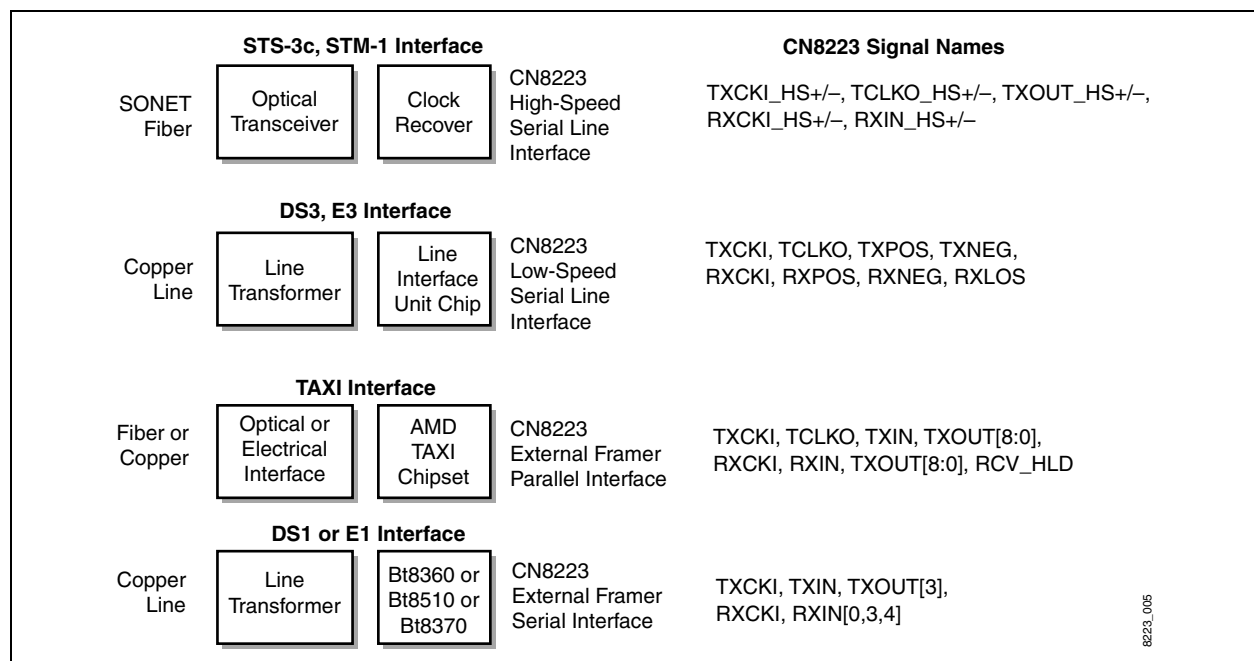 STS-3c, STM-1 Interface
CN8223 Signal Names
SONET
Fiber
Optical
Transceiver
Clock
Recover
CN8223
High-Speed
Serial Line
Interface
TXCKI_HS+/–, TCLKO_HS+/–, TXOUT_HS+/–,
RXCKI_HS+/–, RXIN_HS+/–
DS3, E3 Interface
Copper
Line
Line
Transformer
Line
Interface
Unit Chip
CN8223
Low-Speed
Serial Line
Interface
TXCKI, TCLKO, TXPOS, TXNEG,
RXCKI, RXPOS, RXNEG, RXLOS
TAXI Interface
Fiber or
Copper
Optical or
Electrical
Interface
AMD
TAXI
Chipset
CN8223
External Framer
Parallel Interface
TXCKI, TCLKO, TXIN, TXOUT[8:0],
RXCKI, RXIN, TXOUT[8:0], RCV_HLD
DS1 or E1 Interface
Copper
Line
Line
Transformer
Bt8360 or
Bt8510 or
Bt8370
CN8223
External Framer
Serial Interface
TXCKI, TXIN, TXOUT[3],
RXCKI, RXIN[0,3,4]
8223_005